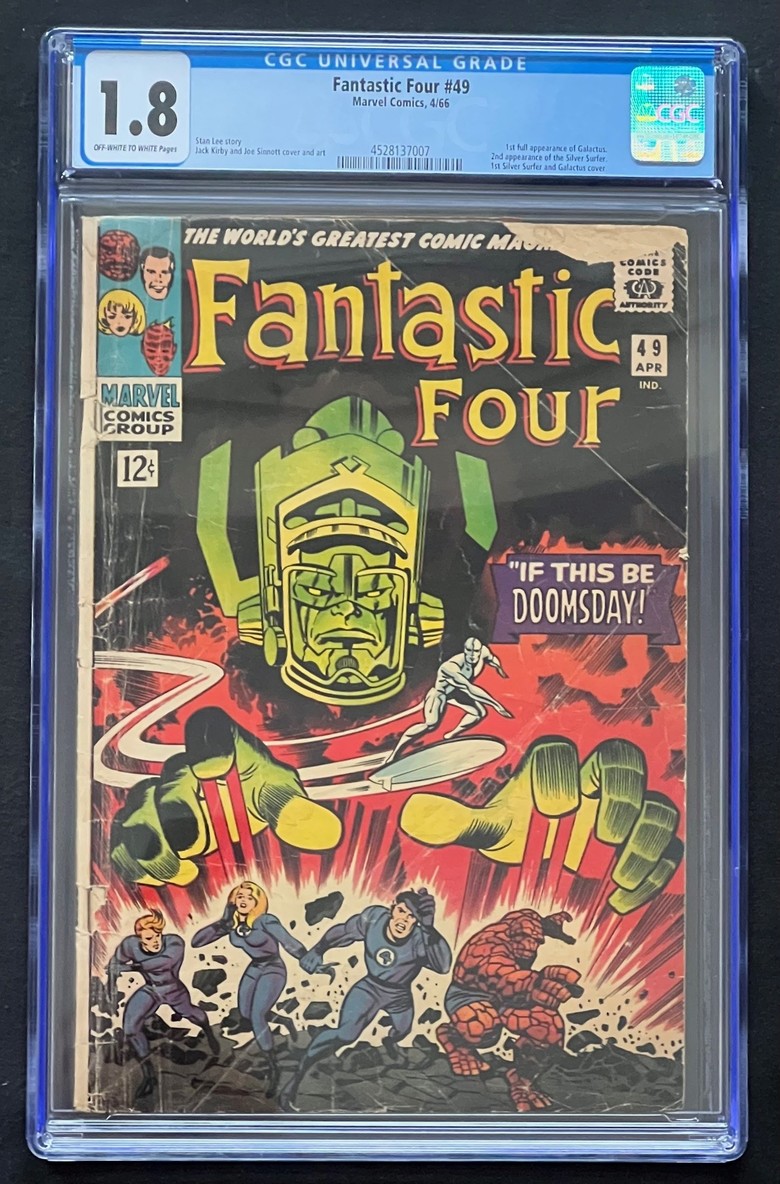 CGC UNIVERSAL GRADE
1.8
OFF-WHITE TO WHITE Pages
Fantastic Four #49
Marvel Comics, 4/66
Stan Lee story
Jack Kirby and Joe Sinnott cover and art
4528137007
1st full appearance of Galactus.
2nd appearance of the Silver Surfer.
1st Silver Surfer and Galactus cover
CGC
THE WORLD'S GREATEST COMIC
Fantastic
Four
COMICS
CODE
CA
AUTHORITY
49
APR
IND.
MARVEL
COMICS
GROUP
12¢
"IF THIS BE
DOOMSDAY!